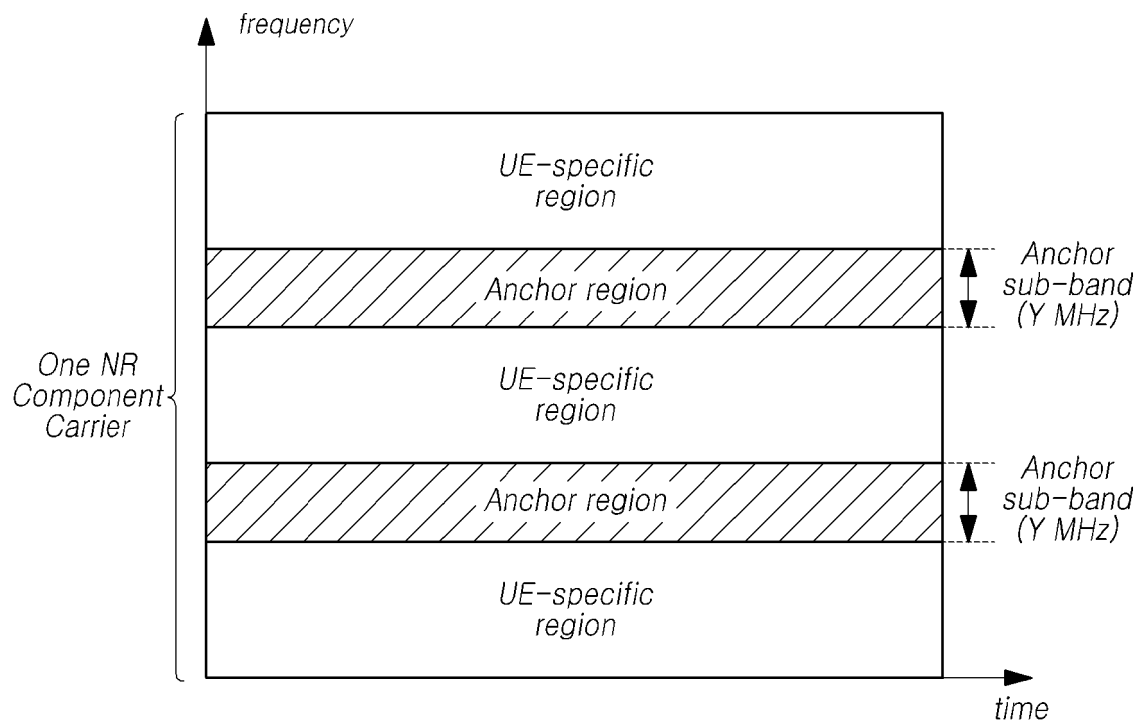 frequency
UE-specific
region
Anchor region
Anchor
sub-band
(Y MHz)
One NR
Component
Carrier
UE-specific
region
Anchor region
Anchor
sub-band
(Y MHz)
UE-specific
region
time